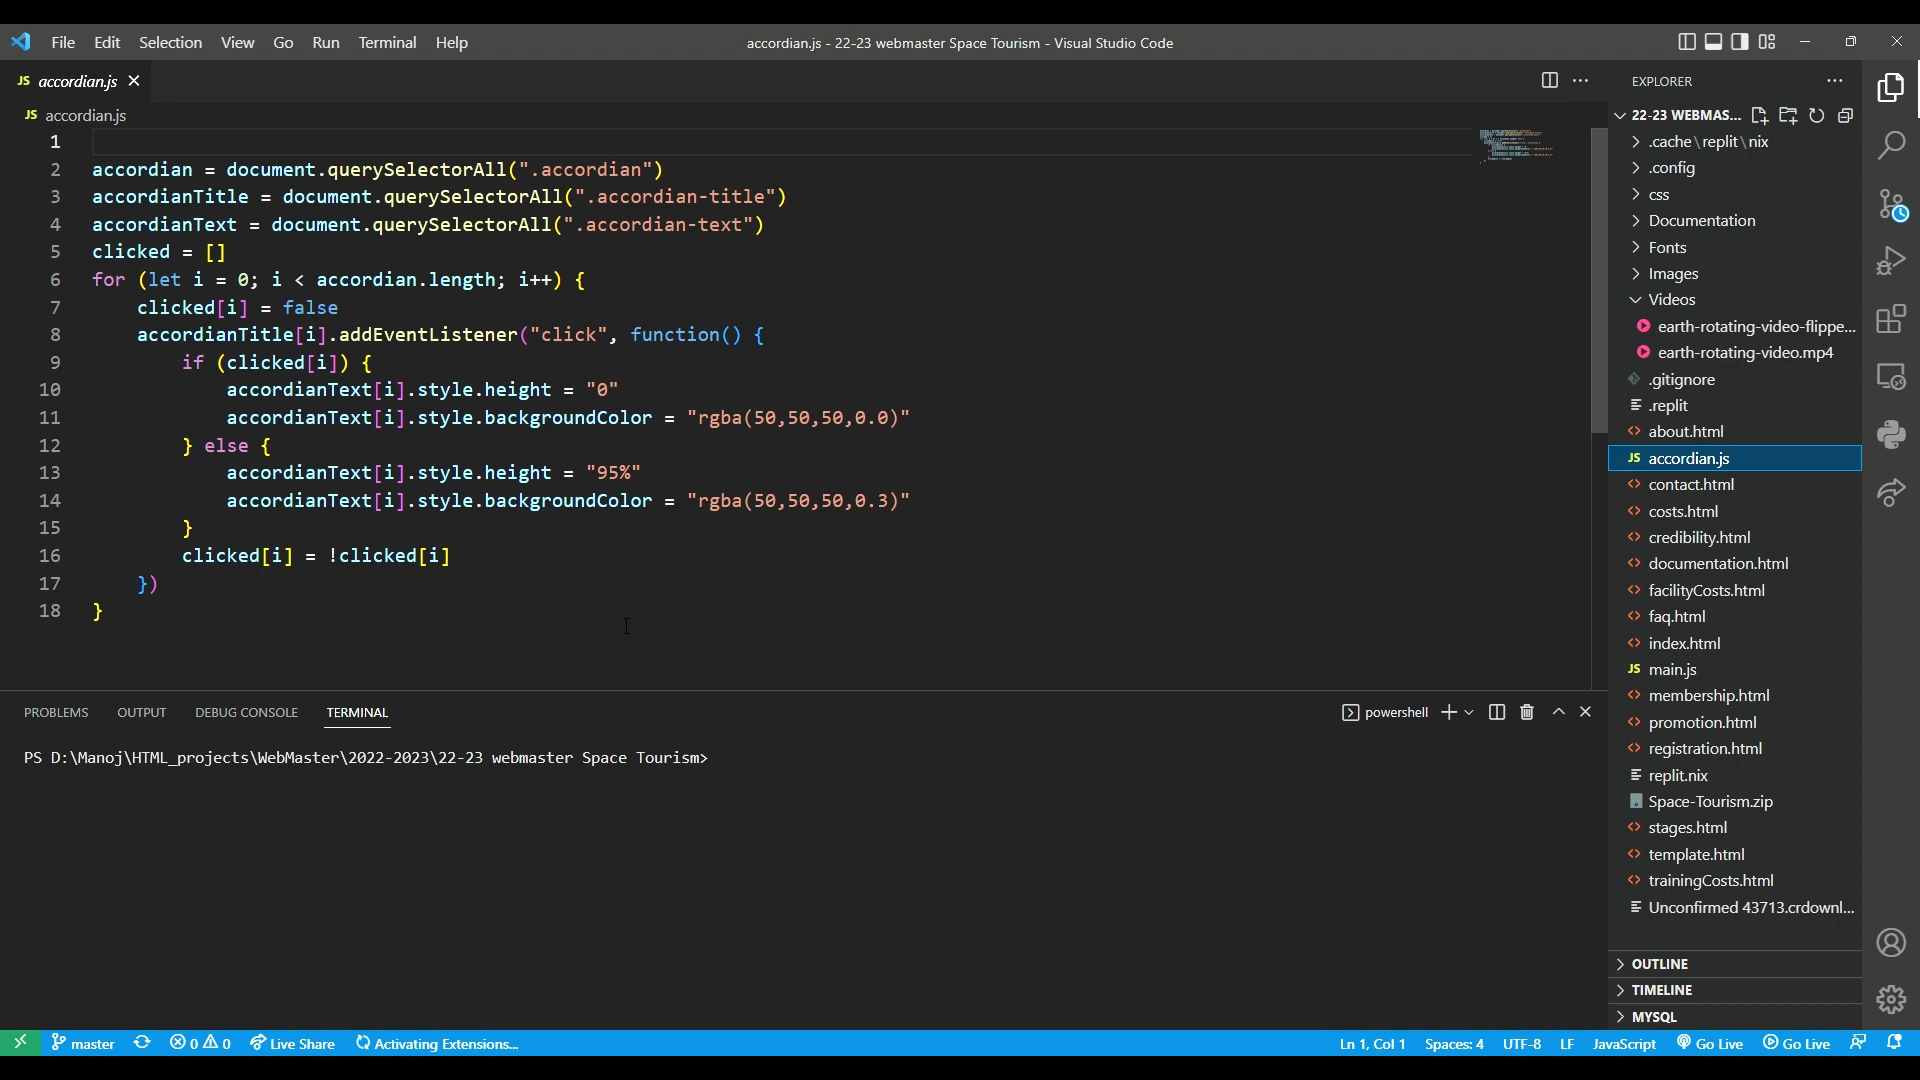 File Edit Selection View Go Run Terminal Help
accordian.js - 22-23 webmaster Space Tourism - Visual Studio Code
JS accordian.js
JS accordian.js
1
2 accordian = document.querySelectorAll(".accordian")
3 accordianTitle = document.querySelectorAll(".accordian-title")
4 accordianText = document.querySelectorAll(".accordian-text")
5 clicked = []
6 for (let i = 0; i < accordian.length; i++) {
7 clicked[i] = false
8 accordianTitle[i].addEventListener("click", function() {
9 if (clicked[i]) {
10 accordianText[i].style.height = "0"
11 accordianText[i].style.backgroundColor = "rgba(50,50,50,0.0)"
12 } else {
13 accordianText[i].style.height = "95%"
14 accordianText[i].style.backgroundColor = "rgba(50,50,50,0.3)"
15 }
16 clicked[i] = !clicked[i]
17 })
18 }
PROBLEMS OUTPUT DEBUG CONSOLE TERMINAL
powershell
PS D:\Manoj\HTML_projects\WebMaster\2022-2023\22-23 webmaster Space Tourism>
EXPLORER
22-23 WEBMAS...
.cache\replit\nix
.config
css
Documentation
Fonts
Images
Videos
earth-rotating-video-flippe...
earth-rotating-video.mp4
.gitignore
.replit
about.html
JS accordian.js
contact.html
costs.html
credibility.html
documentation.html
facilityCosts.html
faq.html
index.html
JS main.js
membership.html
promotion.html
registration.html
replit.nix
Space-Tourism.zip
stages.html
template.html
trainingCosts.html
Unconfirmed 43713.crdownl...
OUTLINE
TIMELINE
MYSQL
master 0 0 Live Share Activating Extensions...
Ln 1, Col 1 Spaces: 4 UTF-8 LF JavaScript Go Live Go Live